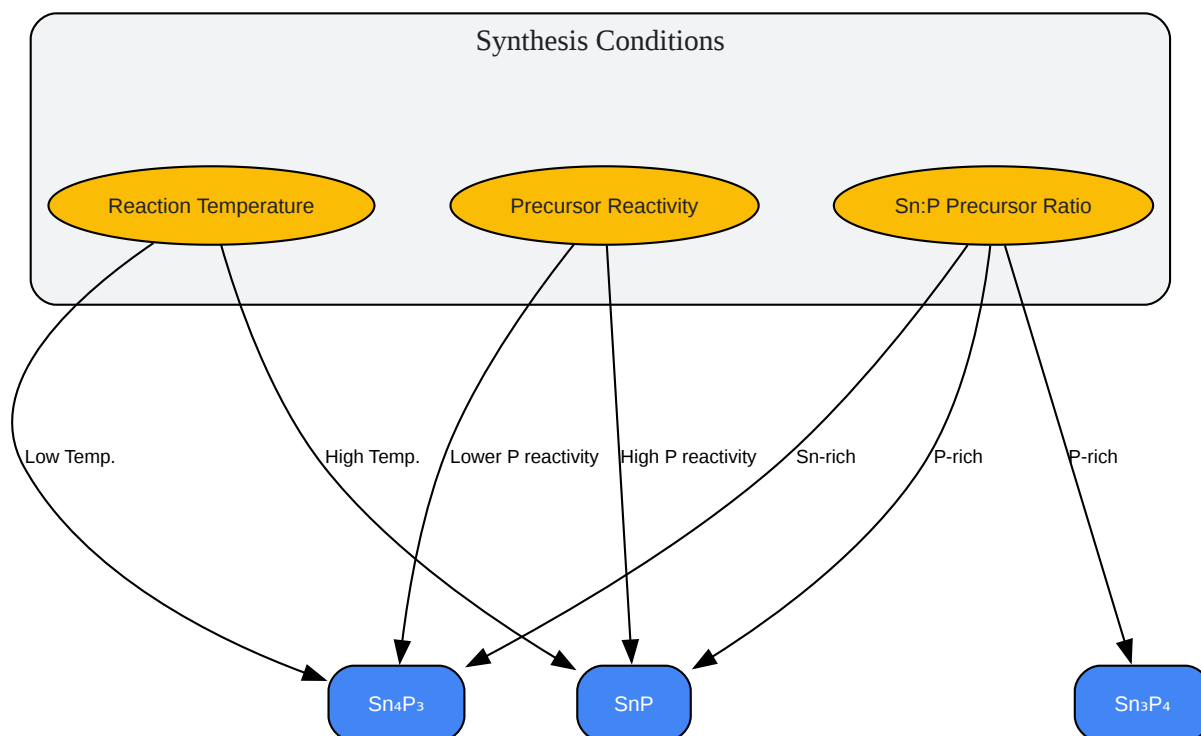 Synthesis Conditions
Reaction Temperature
Precursor Reactivity
Sn:P Precursor Ratio
Low Temp.
High Temp.
Lower P reactivity
High P reactivity
Sn-rich
P-rich
P-rich
Sn₄P₃
SnP
Sn₃P₄